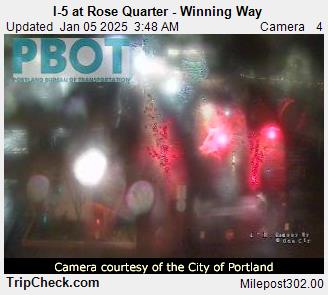 I-5 at Rose Quarter - Winning Way
Updated Jan 05 2025 3:48 AM Camera 4
PBOT
PORTLAND BUREAU OF TRANSPORTATION
Camera courtesy of the City of Portland
TripCheck.com Milepost302.00